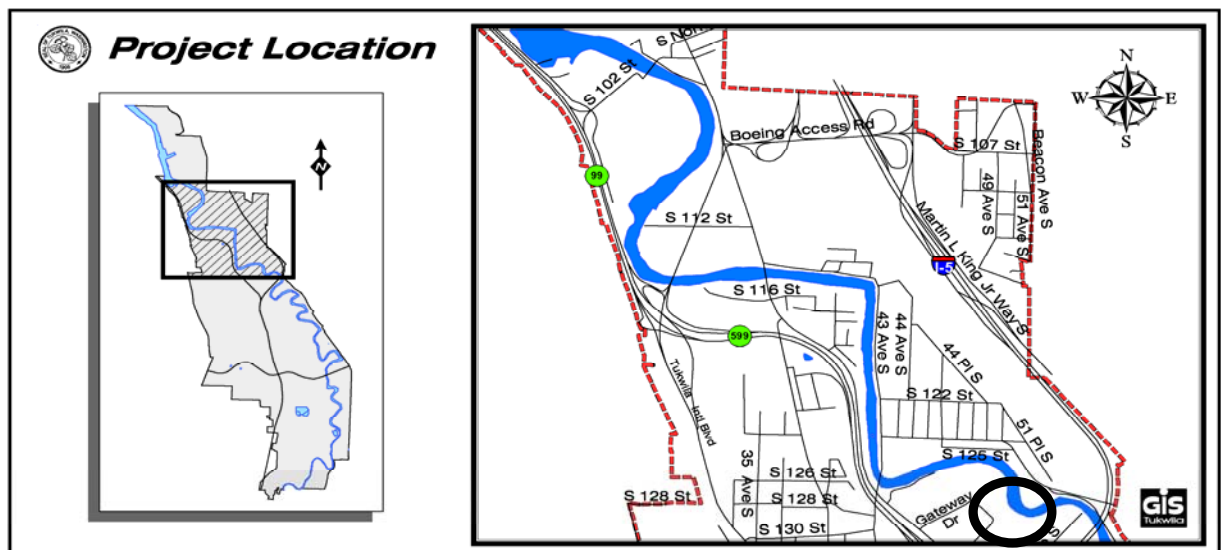 Project Location
N
N
W
E
S
S 102 St
Boeing Access Rd
S 107 St
Beacon Ave S
49 Ave S
51 Ave S
99
S 112 St
Martin L King Jr Way S
I-5
S 116 St
599
43 Ave S
44 Ave S
44 Pl S
Tukwila Intl Blvd
S 122 St
51 Pl S
S 125 St
35 Ave S
S 126 St
S 128 St
S 128 St
S 130 St
Gateway Dr
S
GIS
Tukwila